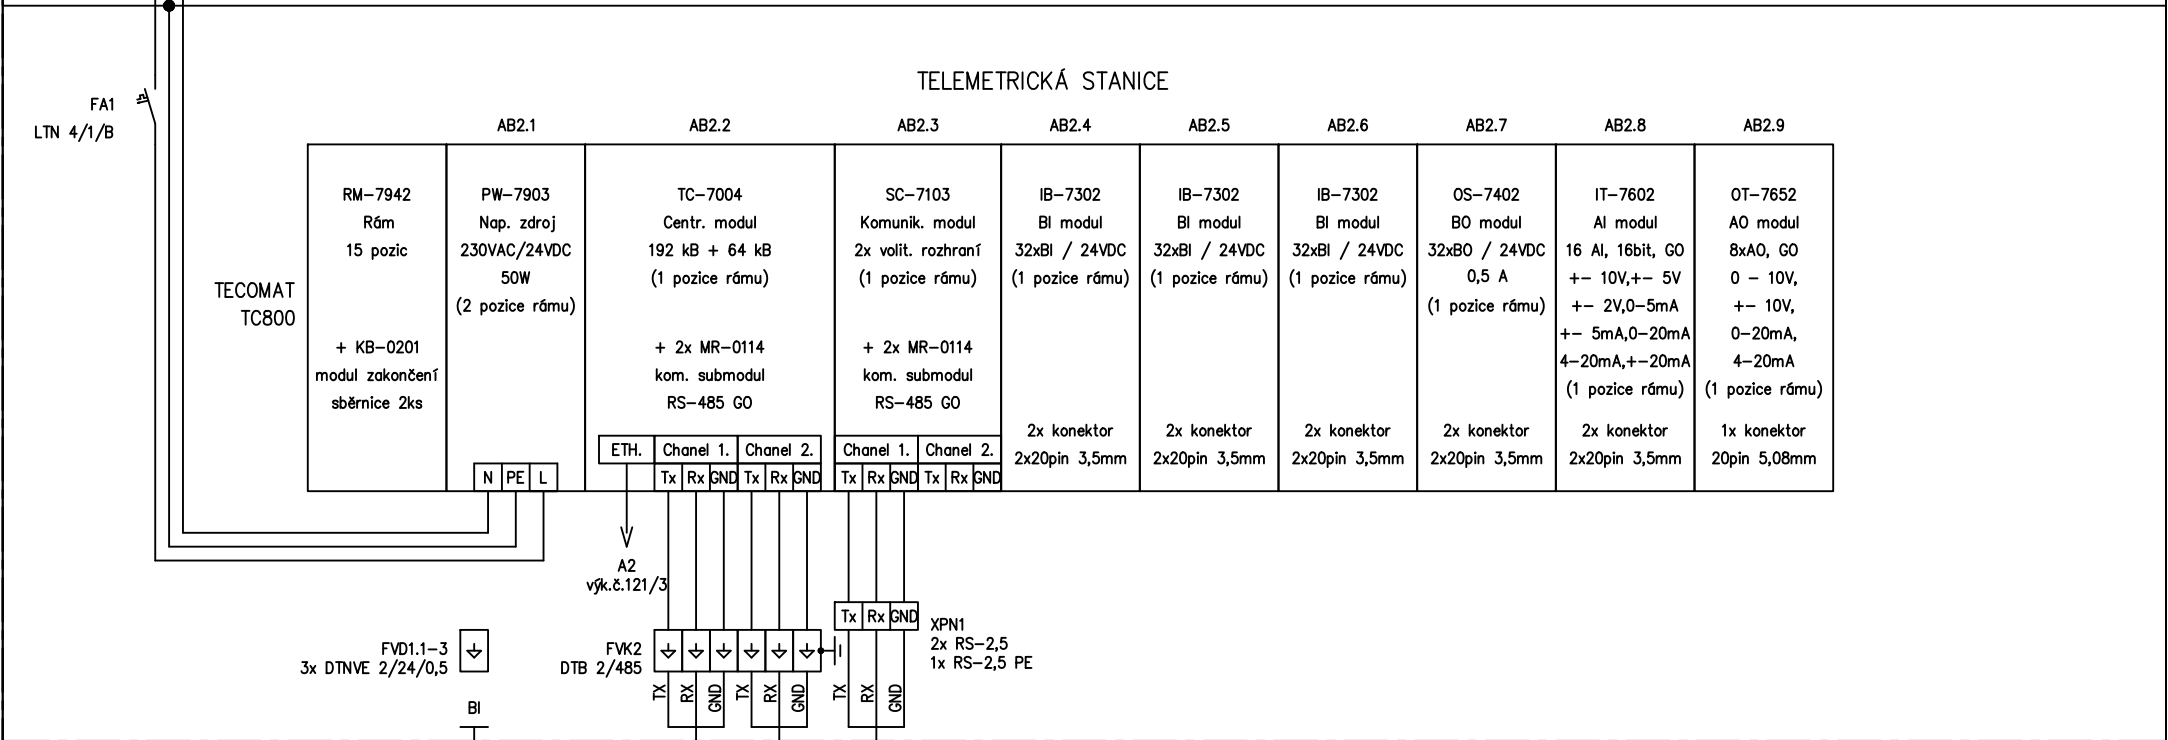 TELEMETRICKÁ STANICE
FA1
LTN 4/1/B
AB2.1
AB2.2
AB2.3
AB2.4
AB2.5
AB2.6
AB2.7
AB2.8
AB2.9
TECOMAT
TC800
RM-7942
Rám
15 pozic
+ KB-0201
modul zakončení
sběrnice 2ks
PW-7903
Nap. zdroj
230VAC/24VDC
50W
(2 pozice rámu)
N PE L
TC-7004
Centr. modul
192 kB + 64 kB
(1 pozice rámu)
+ 2x MR-0114
kom. submodul
RS-485 GO
ETH. Chanel 1. Chanel 2.
Tx Rx GND Tx Rx GND
SC-7103
Komunik. modul
2x volit. rozhraní
(1 pozice rámu)
+ 2x MR-0114
kom. submodul
RS-485 GO
Chanel 1. Chanel 2.
Tx Rx GND Tx Rx GND
IB-7302
BI modul
32xBI / 24VDC
(1 pozice rámu)
2x konektor
2x20pin 3,5mm
IB-7302
BI modul
32xBI / 24VDC
(1 pozice rámu)
2x konektor
2x20pin 3,5mm
IB-7302
BI modul
32xBI / 24VDC
(1 pozice rámu)
2x konektor
2x20pin 3,5mm
OS-7402
BO modul
32xBO / 24VDC
0,5 A
(1 pozice rámu)
2x konektor
2x20pin 3,5mm
IT-7602
AI modul
16 AI, 16bit, GO
+- 10V,+- 5V
+- 2V,0-5mA
+- 5mA,0-20mA
4-20mA,+-20mA
(1 pozice rámu)
2x konektor
2x20pin 3,5mm
OT-7652
AO modul
8xAO, GO
0 - 10V,
+- 10V,
0-20mA,
4-20mA
(1 pozice rámu)
1x konektor
20pin 5,08mm
A2
výk.č.121/3
Tx Rx GND
XPN1
2x RS-2,5
1x RS-2,5 PE
FVD1.1-3
3x DTNVE 2/24/0,5
FVK2
DTB 2/485
TX RX GND TX RX GND TX RX GND
BI